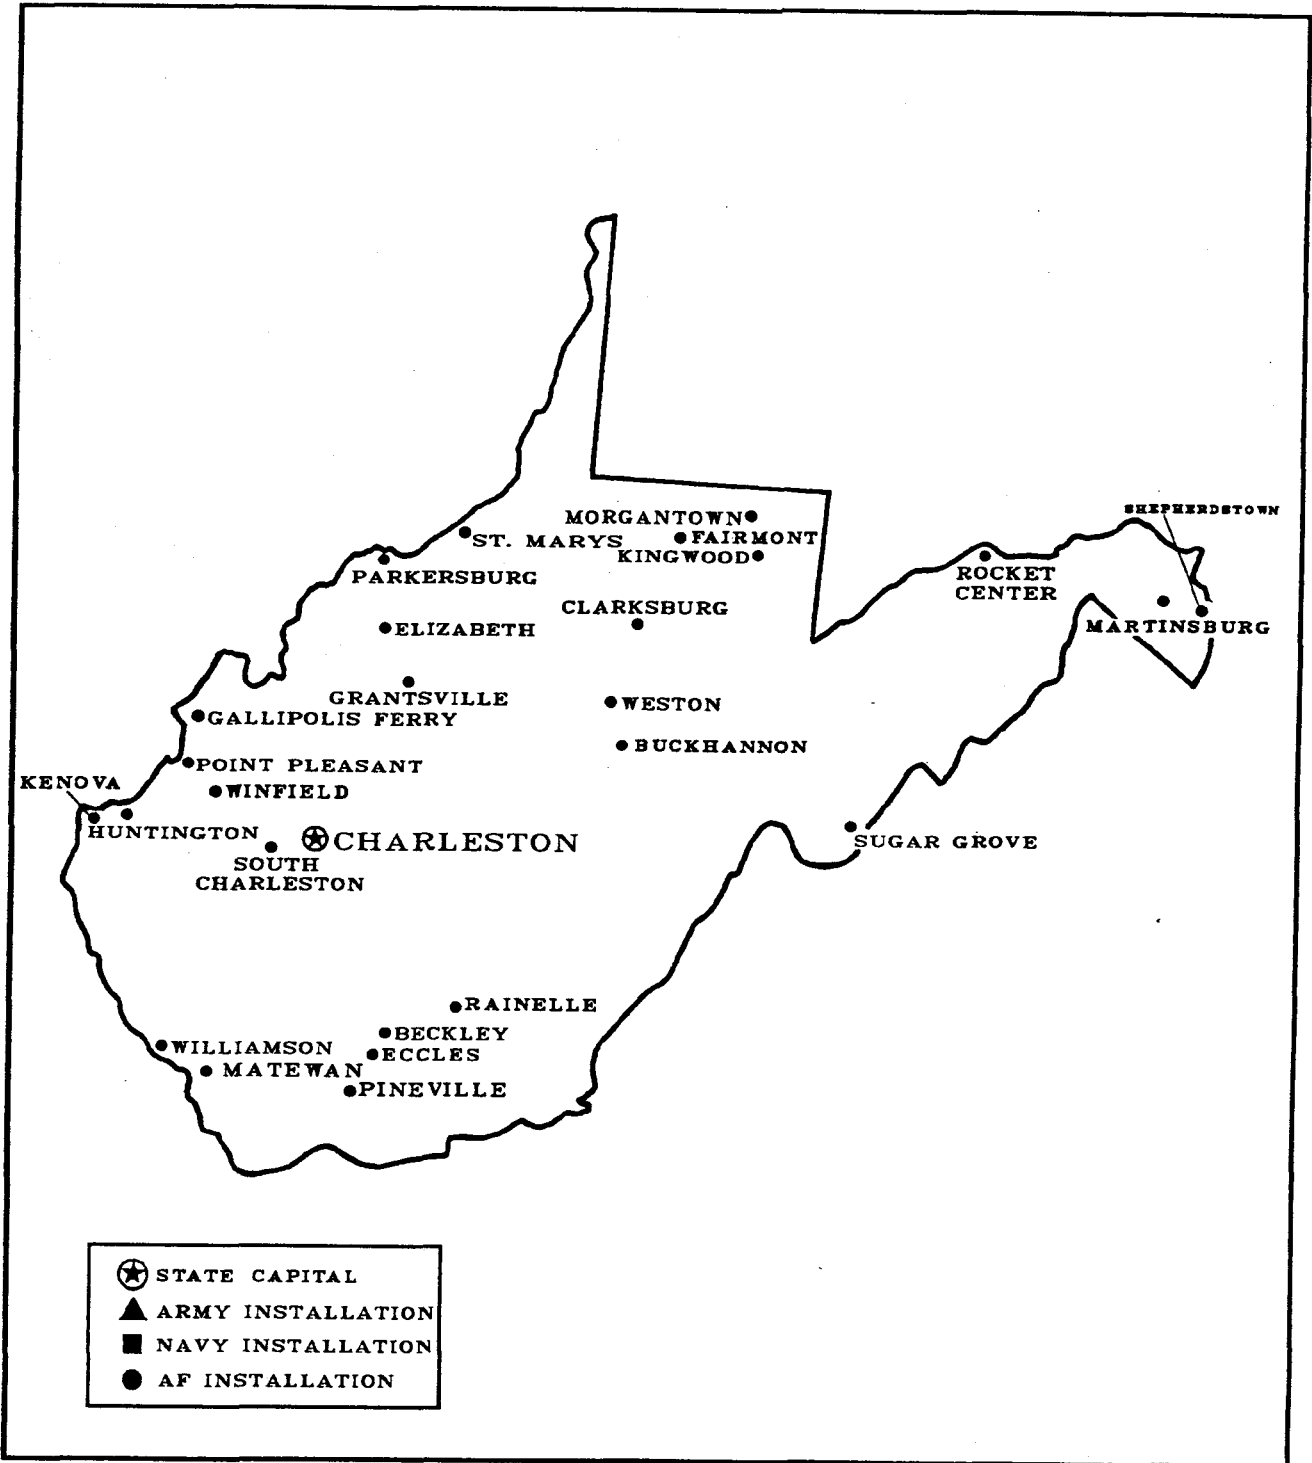 SHEPHERDSTOWN
MORGANTOWN
ST. MARYS
FAIRMONT
KINGWOOD
PARKERSBURG
ROCKET
CENTER
CLARKSBURG
ELIZABETH
MARTINSBURG
GRANTSVILLE
WESTON
GALLIPOLIS FERRY
BUCKHANNON
POINT PLEASANT
KENOVA
WINFIELD
HUNTINGTON
CHARLESTON
SUGAR GROVE
SOUTH
CHARLESTON
RAINELLE
BECKLEY
WILLIAMSON
ECCLES
MATEWAN
PINEVILLE
STATE CAPITAL
ARMY INSTALLATION
NAVY INSTALLATION
AF INSTALLATION